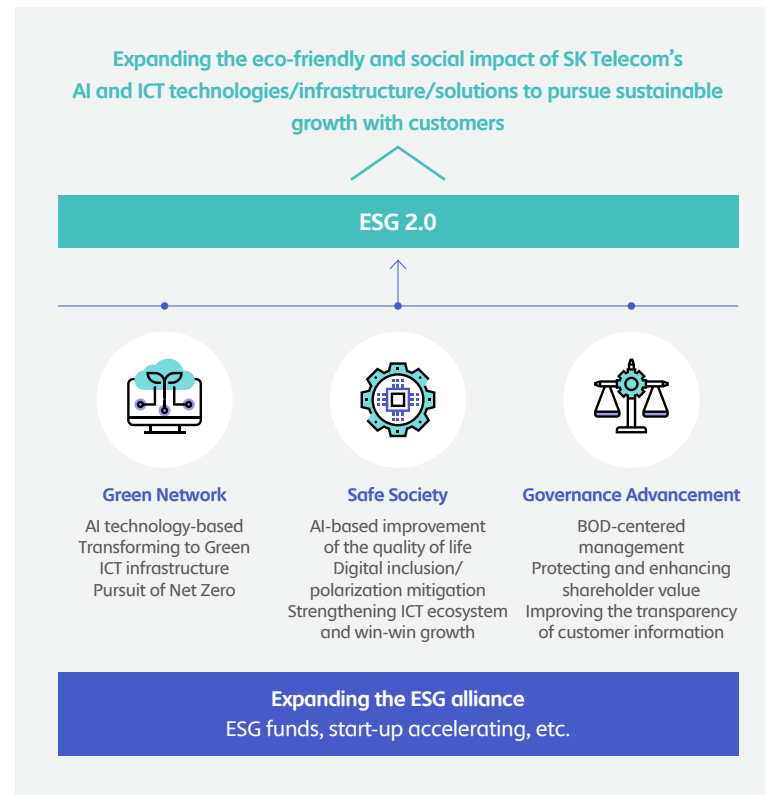 Expanding the eco-friendly and social impact of SK Telecom's
AI and ICT technologies/infrastructure/solutions to pursue sustainable
growth with customers
ESG 2.0
Green Network
AI technology-based
Transforming to Green
ICT infrastructure
Pursuit of Net Zero
Safe Society
AI-based improvement
of the quality of life
Digital inclusion/
polarization mitigation
Strengthening ICT ecosystem
and win-win growth
Governance Advancement
BOD-centered
management
Protecting and enhancing
shareholder value
Improving the transparency
of customer information
Expanding the ESG alliance
ESG funds, start-up accelerating, etc.